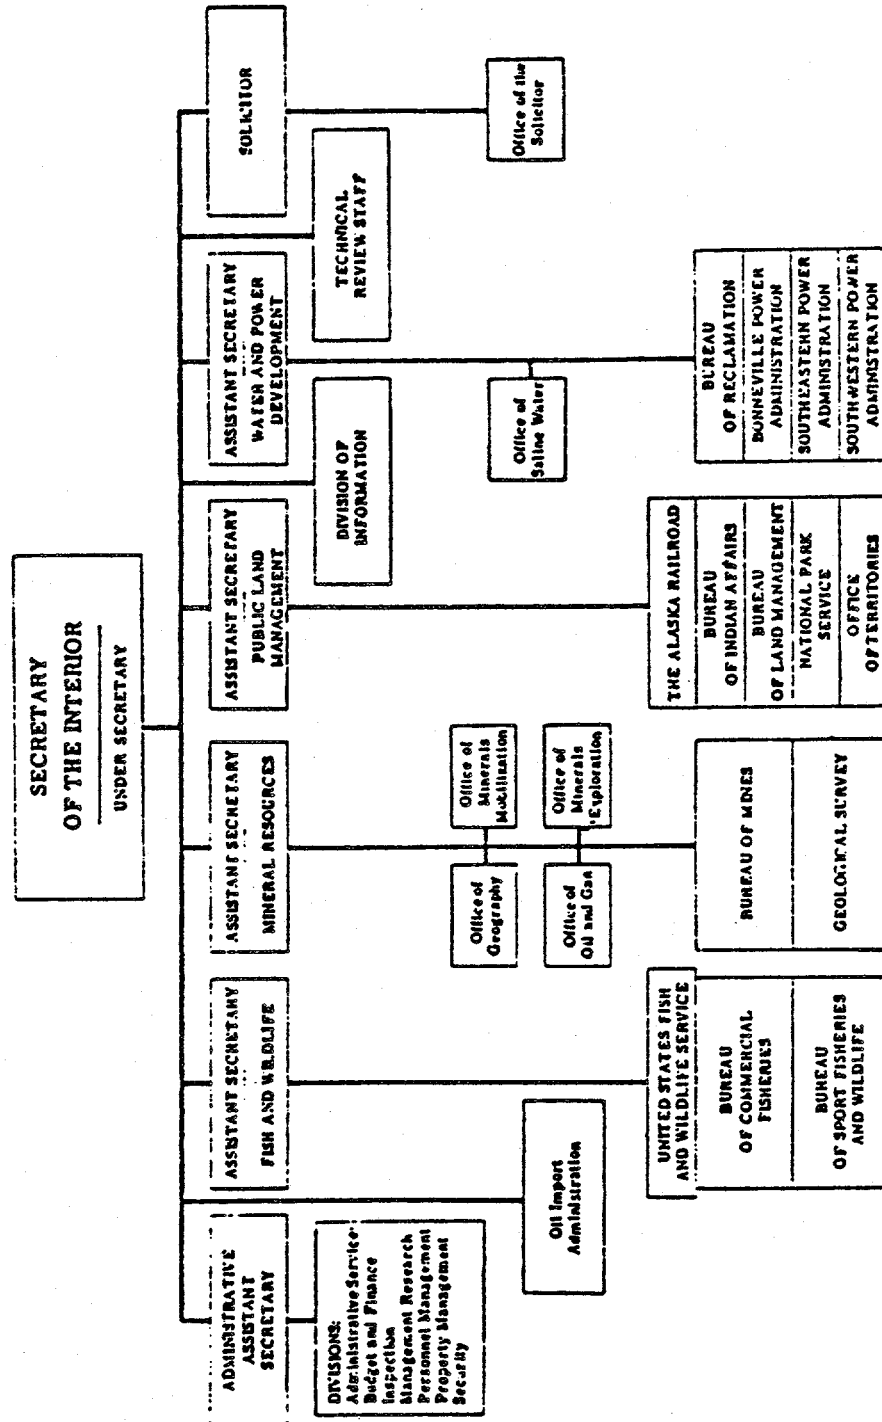 SECRETARY
OF THE INTERIOR
UNDER SECRETARY
ADMINISTRATIVE
ASSISTANT
SECRETARY
ASSISTANT SECRETARY
FISH AND WILDLIFE
ASSISTANT SECRETARY
MINERAL RESOURCES
ASSISTANT SECRETARY
PUBLIC LAND
MANAGEMENT
ASSISTANT SECRETARY
WATER AND POWER
DEVELOPMENT
SOLICITOR
DIVISIONS:
Administrative Service
Budget and Finance
Inspection
Management Research
Personnel Management
Property Management
Security
DIVISION OF
INFORMATION
TECHNICAL
REVIEW STAFF
Oil Import
Administration
Office of
Geography
Office of
Minerals
Mobilization
Office of
Oil and Gas
Office of
Minerals
Exploration
Office of
Saline Water
Office of the
Solicitor
UNITED STATES FISH
AND WILDLIFE SERVICE
BUREAU
OF COMMERCIAL
FISHERIES
BUREAU
OF SPORT FISHERIES
AND WILDLIFE
BUREAU OF MINES
GEOLOGICAL SURVEY
THE ALASKA RAILROAD
BUREAU
OF INDIAN AFFAIRS
BUREAU
OF LAND MANAGEMENT
NATIONAL PARK
SERVICE
OFFICE
OF TERRITORIES
BUREAU
OF RECLAMATION
BONNEVILLE POWER
ADMINISTRATION
SOUTHEASTERN POWER
ADMINISTRATION
SOUTHWESTERN POWER
ADMINISTRATION